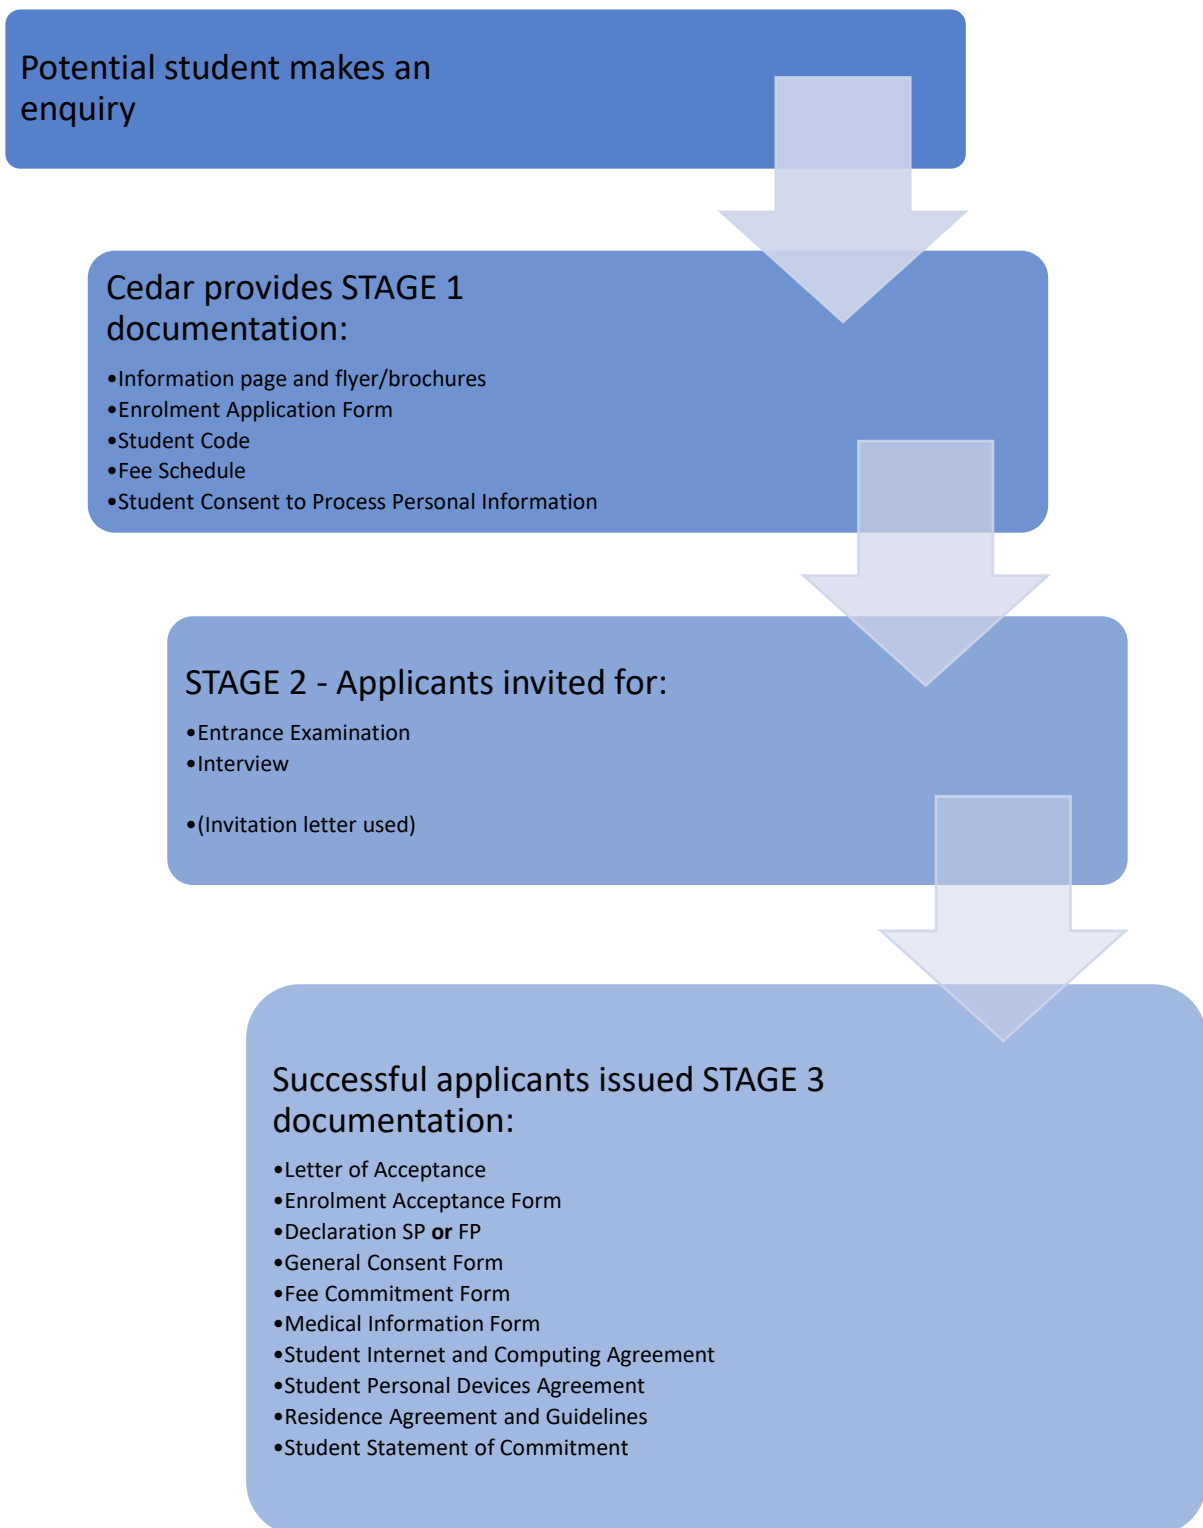 Potential student makes an
enquiry
Cedar provides STAGE 1
documentation:
•Information page and flyer/brochures
•Enrolment Application Form
•Student Code
•Fee Schedule
•Student Consent to Process Personal Information
STAGE 2 - Applicants invited for:
•Entrance Examination
•Interview
•(Invitation letter used)
Successful applicants issued STAGE 3
documentation:
•Letter of Acceptance
•Enrolment Acceptance Form
•Declaration SP or FP
•General Consent Form
•Fee Commitment Form
•Medical Information Form
•Student Internet and Computing Agreement
•Student Personal Devices Agreement
•Residence Agreement and Guidelines
•Student Statement of Commitment